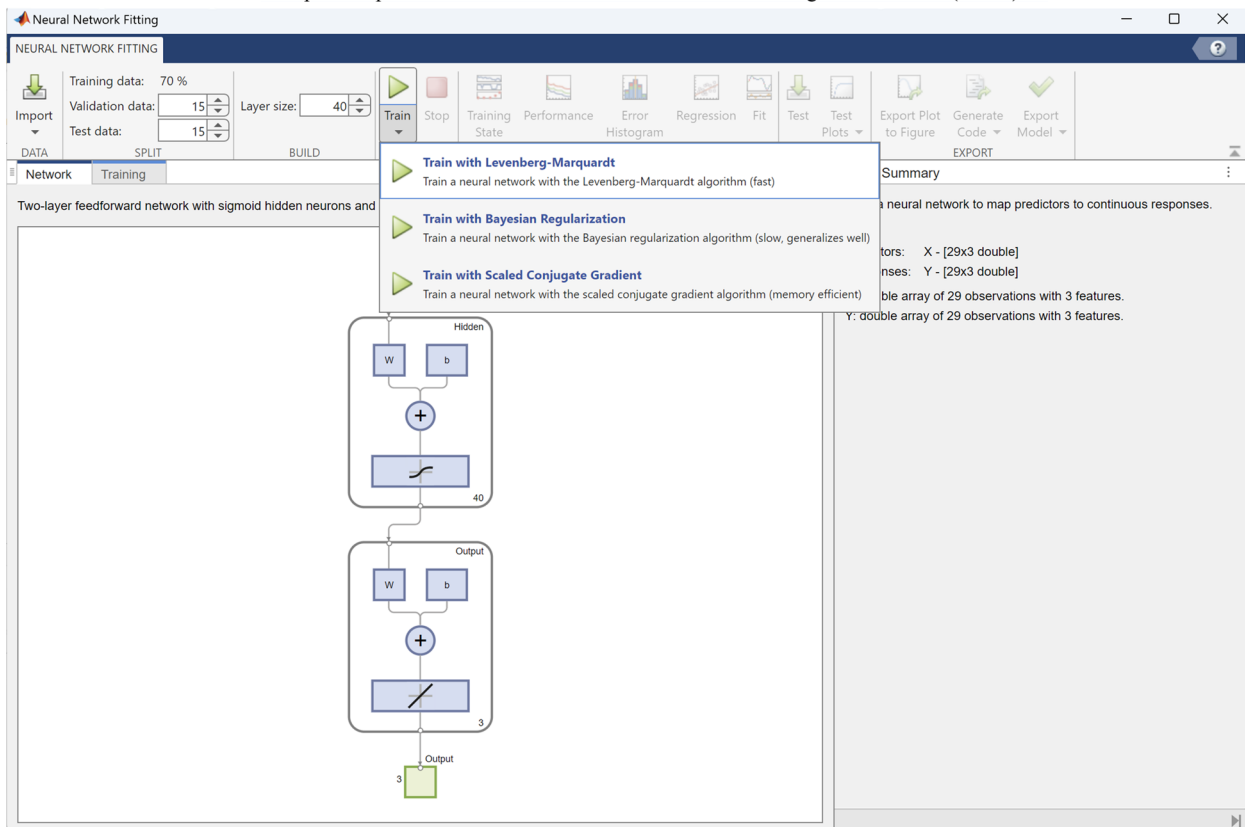 Neural Network Fitting
NEURAL NETWORK FITTING
?
Import
DATA
Training data: 70 %
Validation data: 15
Test data: 15
SPLIT
Layer size: 40
BUILD
Train
Stop
Training State
Performance
Error Histogram
Regression
Fit
Test
Test Plots
Export Plot to Figure
Generate Code
Export Model
EXPORT
Train with Levenberg-Marquardt
Train a neural network with the Levenberg-Marquardt algorithm (fast)
Train with Bayesian Regularization
Train a neural network with the Bayesian regularization algorithm (slow, generalizes well)
Train with Scaled Conjugate Gradient
Train a neural network with the scaled conjugate gradient algorithm (memory efficient)
Network
Training
Two-layer feedforward network with sigmoid hidden neurons and
Hidden
W
b
+
40
Output
W
b
+
3
Output
3
Summary
a neural network to map predictors to continuous responses.
tors: X - [29x3 double]
nses: Y - [29x3 double]
ble array of 29 observations with 3 features.
Y: double array of 29 observations with 3 features.